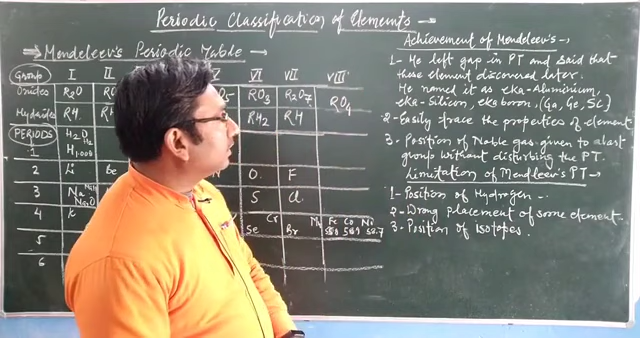 Periodic Classification of Elements
Mendeleev's Periodic Table
Group I II VI VII VIII
Oxides R2O RO3 R2O7 RO4
Hydrides RH RH2 RH
PERIODS H2O
1 H 1.008
2 Li Be O F
3 Na S Cl
4 K Cr Mn Fe Co Ni
Se Br
5
6
Achievement of Mendeleev's
1- He left gap in PT and said that
these element discovered later.
He named it as eka-Aluminium,
eka-Silicon, eka boron, (Ga, Ge, Sc)
2- Easily trace the properties of element
3- Position of Noble gas given to a last
group without disturbing the PT.
Limitation of Mendleev's PT
1- Position of Hydrogen
2- Wrong placement of some element
3- Position of isotopes.